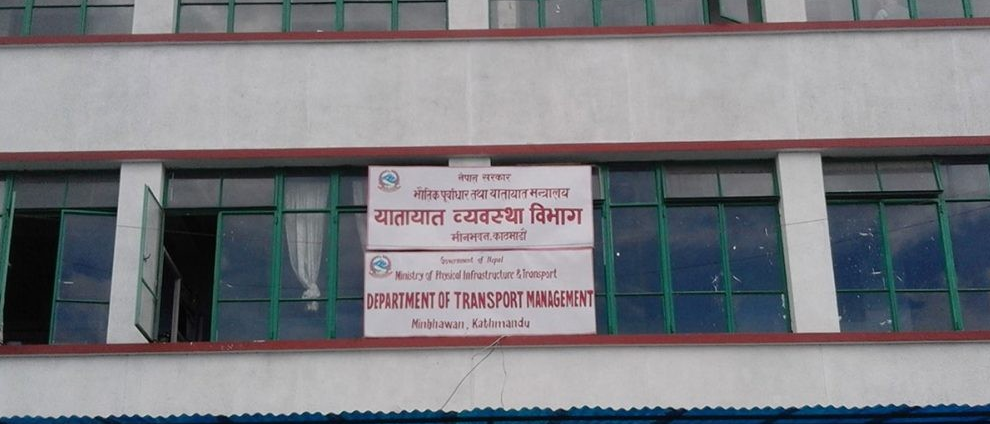 नेपाल सरकार
भौतिक पूर्वाधार तथा यातायात मन्त्रालय
यातायात व्यवस्था विभाग
मीनभवन, काठमाडौं
Government of Nepal
Ministry of Physical Infrastructure & Transport
DEPARTMENT OF TRANSPORT MANAGEMENT
Minbhawan, Kathmandu